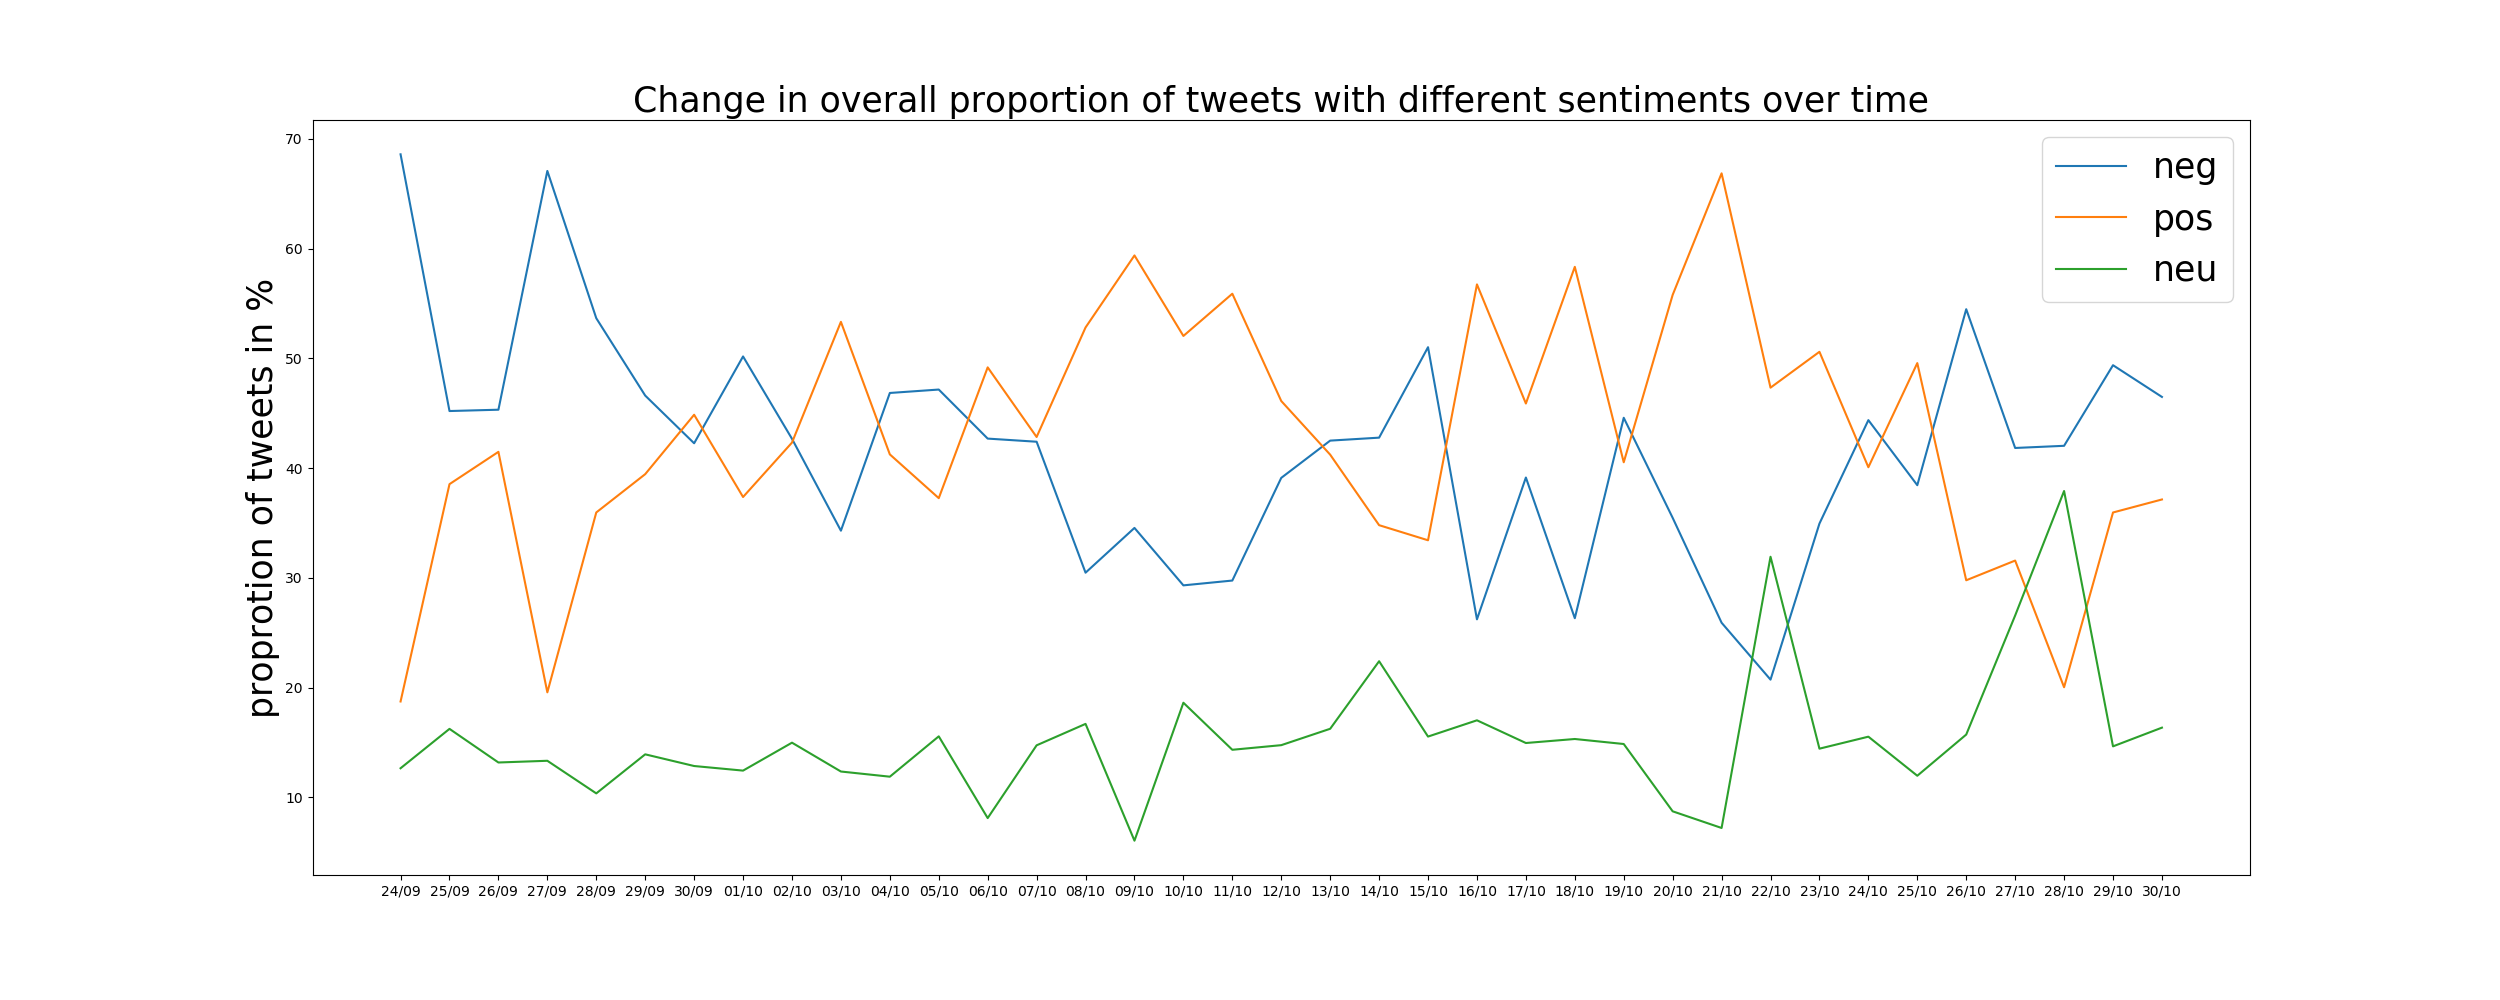 Change in overall proportion of tweets with different sentiments over time
neg
pos
neu
proprotion of tweets in %
70
60
50
40
30
20
10
24/09 25/09 26/09 27/09 28/09 29/09 30/09 01/10 02/10 03/10 04/10 05/10 06/10 07/10 08/10 09/10 10/10 11/10 12/10 13/10 14/10 15/10 16/10 17/10 18/10 19/10 20/10 21/10 22/10 23/10 24/10 25/10 26/10 27/10 28/10 29/10 30/10